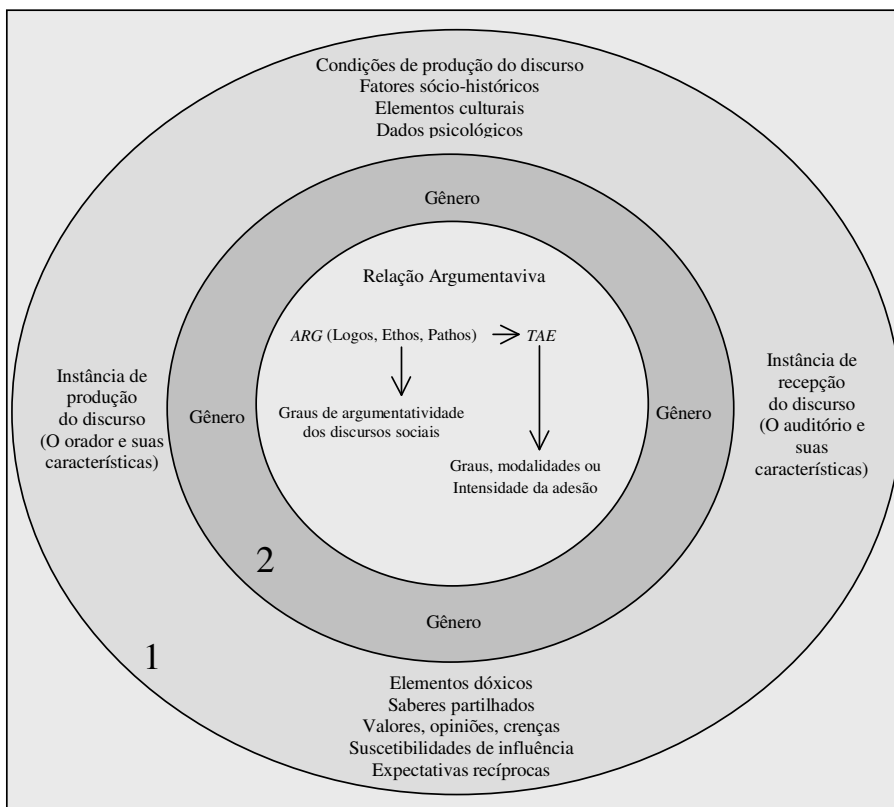 Condições de produção do discurso
Fatores sócio-históricos
Elementos culturais
Dados psicológicos
Gênero
Relação Argumentaviva
ARG (Logos, Ethos, Pathos)
TAE
Graus de argumentatividade
dos discursos sociais
Graus, modalidades ou
Intensidade da adesão
Instância de
produção
do discurso
(O orador e suas
características)
Gênero
Gênero
Instância de
recepção
do discurso
(O auditório e
suas
características)
2
Gênero
1
Elementos dóxicos
Saberes partilhados
Valores, opiniões, crenças
Suscetibilidades de influência
Expectativas recíprocas